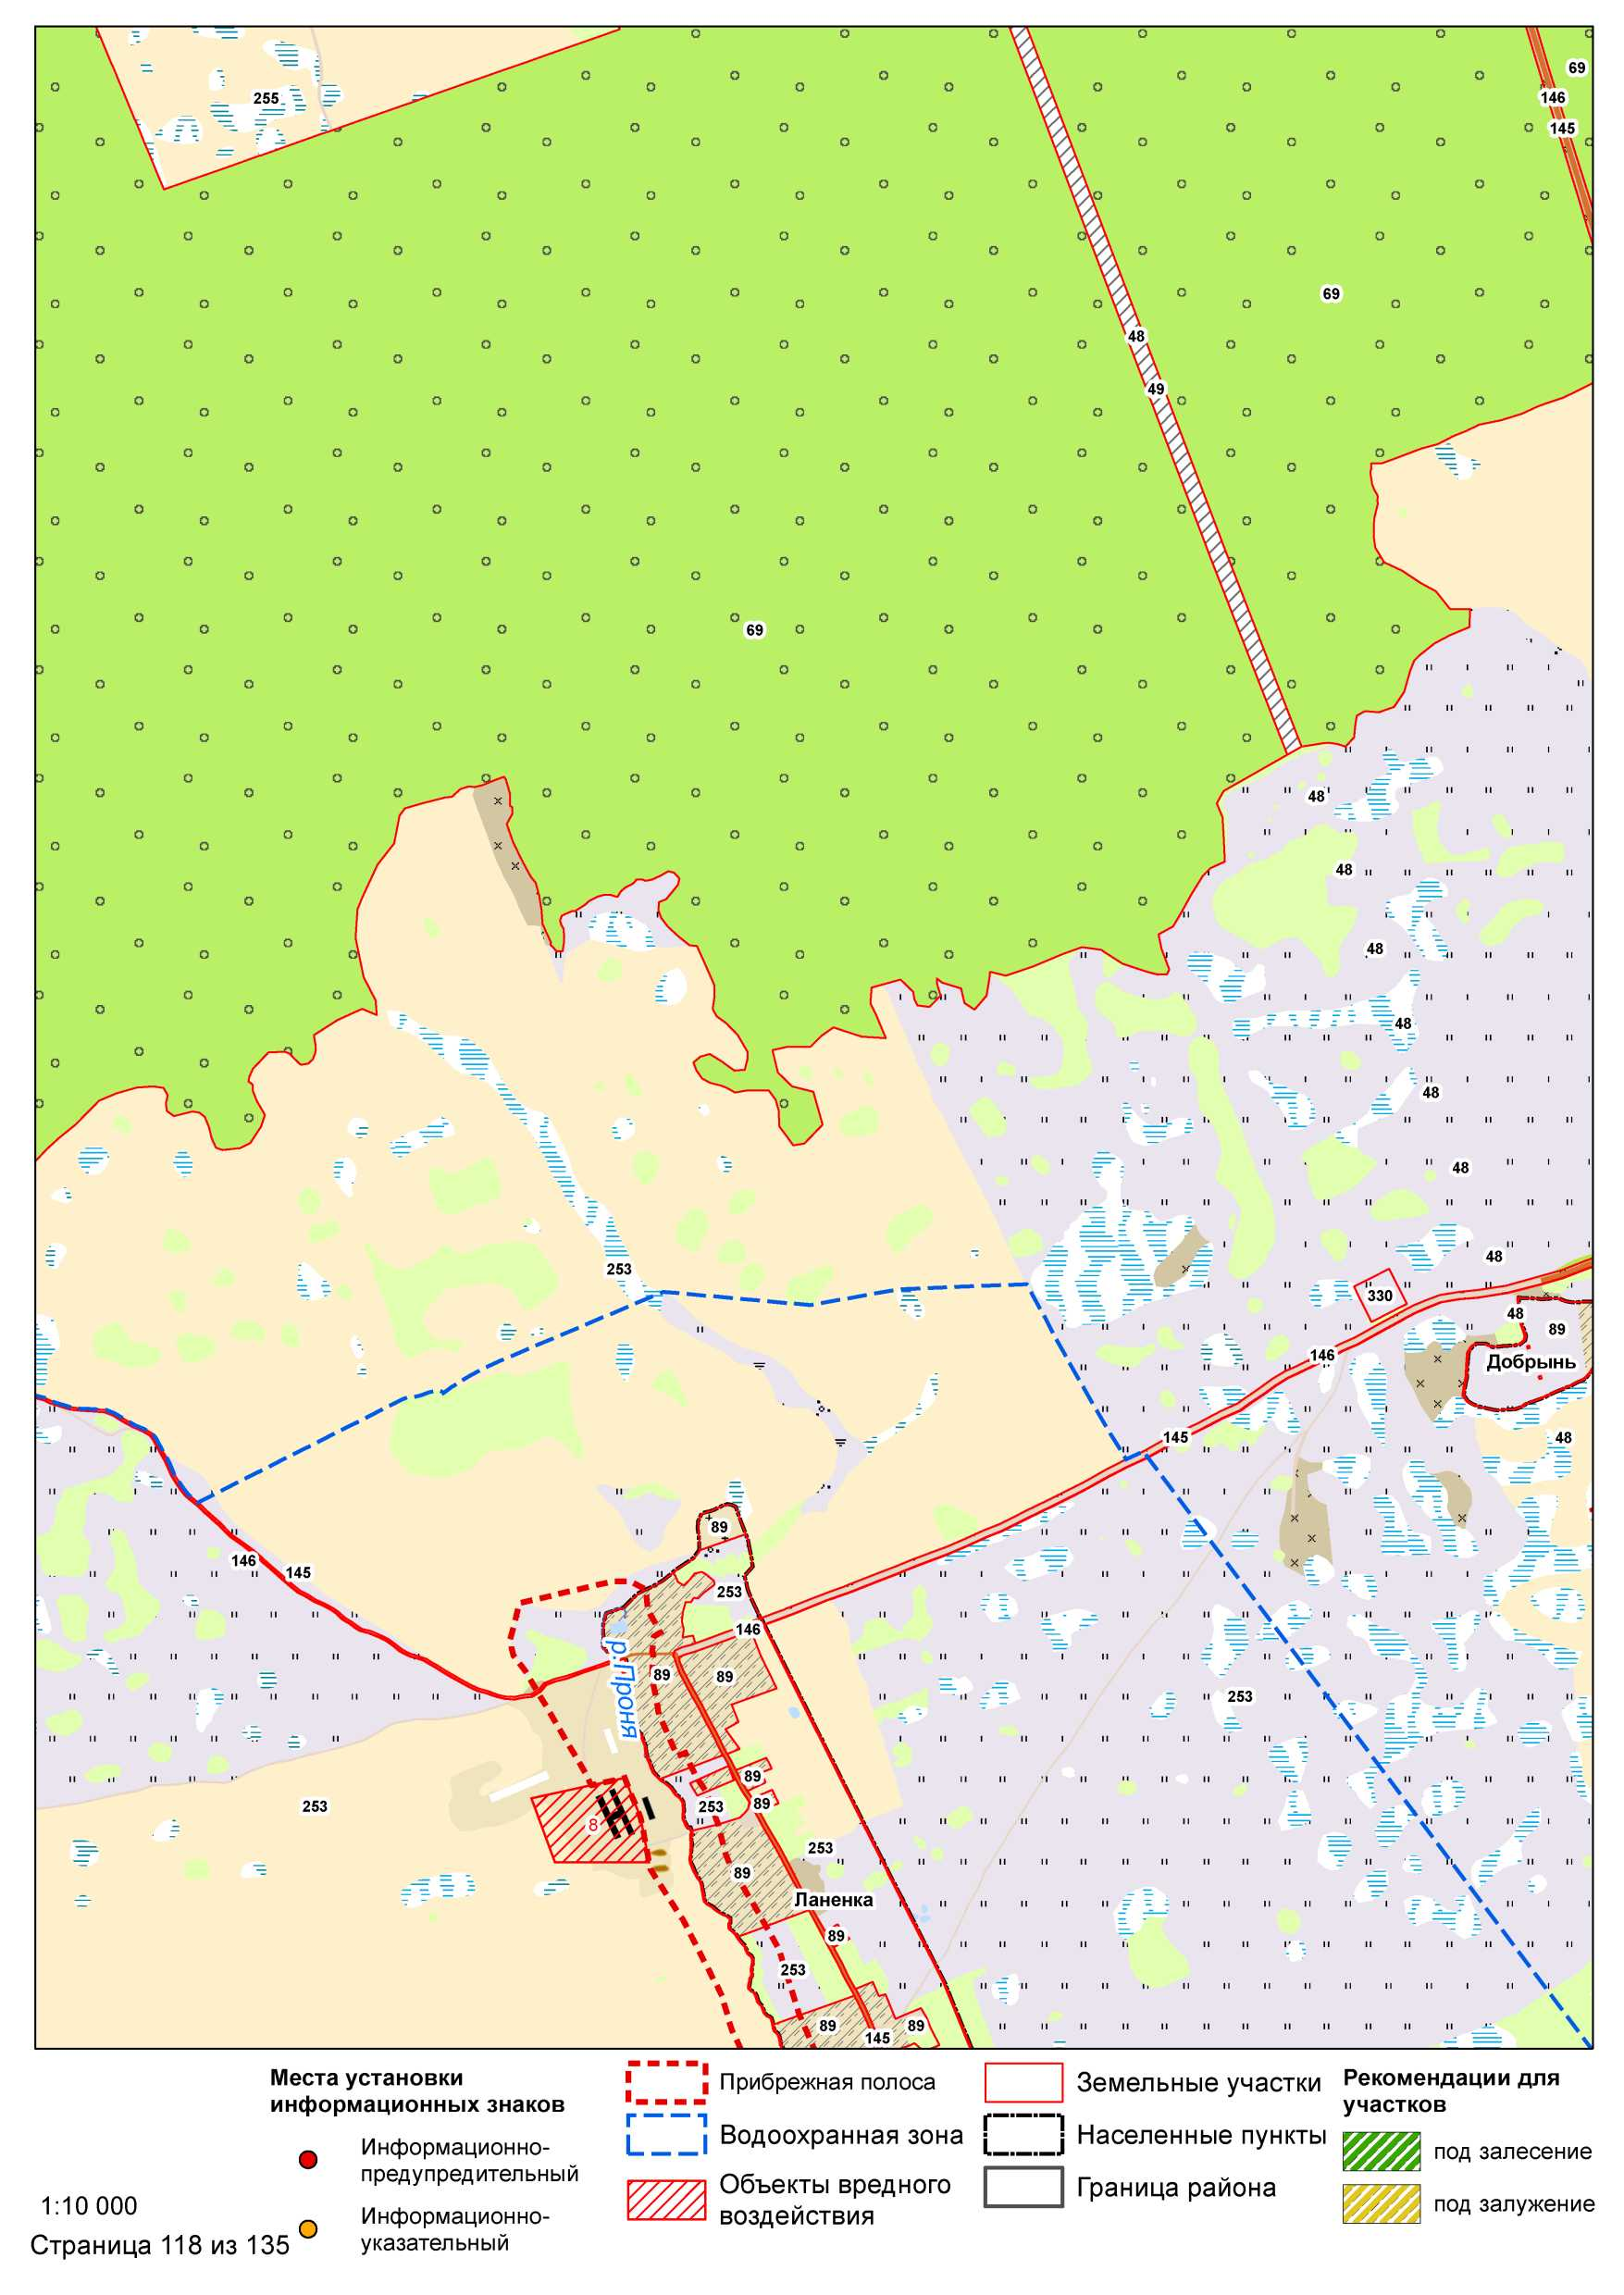 69
146
255
145
69
48
49
69
48
48
48
48
48
48
48
253
330
48
89
146
Добрынь
145
48
89
146
145
253
146
89
89
р.Проня
253
89
253
253
89
8
253
89
Ланенка
89
253
89
89
145
Места установки
информационных знаков
Информационно-
предупредительный
Информационно-
указательный
1:10 000
Страница 118 из 135
Прибрежная полоса
Водоохранная зона
Объекты вредного
воздействия
Земельные участки
Населенные пункты
Граница района
Рекомендации для
участков
под залесение
под залужение